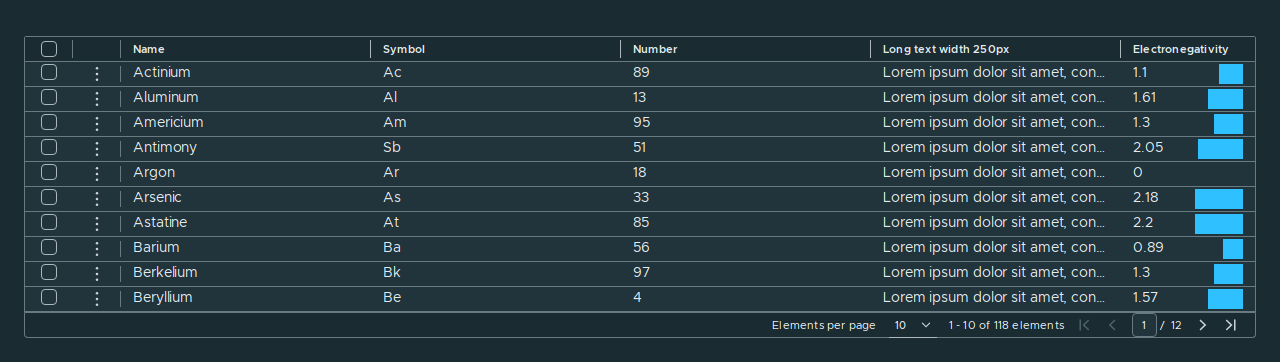 Name Symbol Number Long text width 250px Electronegativity
Actinium Ac 89 Lorem ipsum dolor sit amet, con... 1.1
Aluminum Al 13 Lorem ipsum dolor sit amet, con... 1.61
Americium Am 95 Lorem ipsum dolor sit amet, con... 1.3
Antimony Sb 51 Lorem ipsum dolor sit amet, con... 2.05
Argon Ar 18 Lorem ipsum dolor sit amet, con... 0
Arsenic As 33 Lorem ipsum dolor sit amet, con... 2.18
Astatine At 85 Lorem ipsum dolor sit amet, con... 2.2
Barium Ba 56 Lorem ipsum dolor sit amet, con... 0.89
Berkelium Bk 97 Lorem ipsum dolor sit amet, con... 1.3
Beryllium Be 4 Lorem ipsum dolor sit amet, con... 1.57
Elements per page 10 1 - 10 of 118 elements 1 / 12